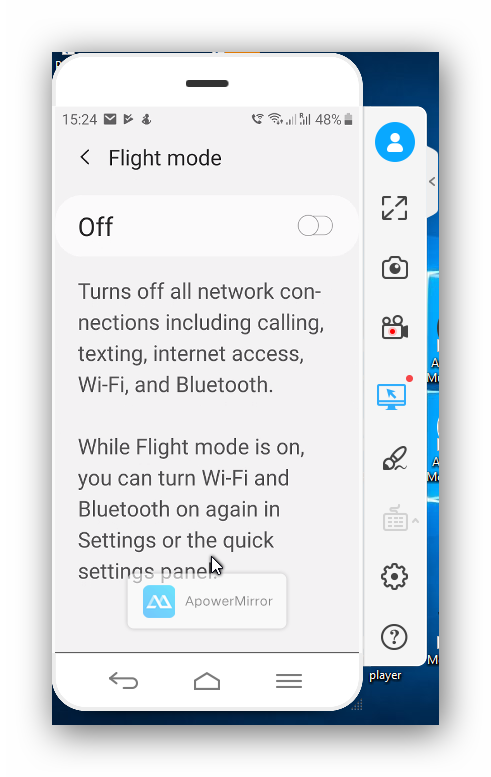 15:24 48%
Flight mode
Off
Turns off all network con-
nections including calling,
texting, internet access,
Wi-Fi, and Bluetooth.
While Flight mode is on,
you can turn Wi-Fi and
Bluetooth on again in
Settings or the quick
settings panel.
ApowerMirror
player